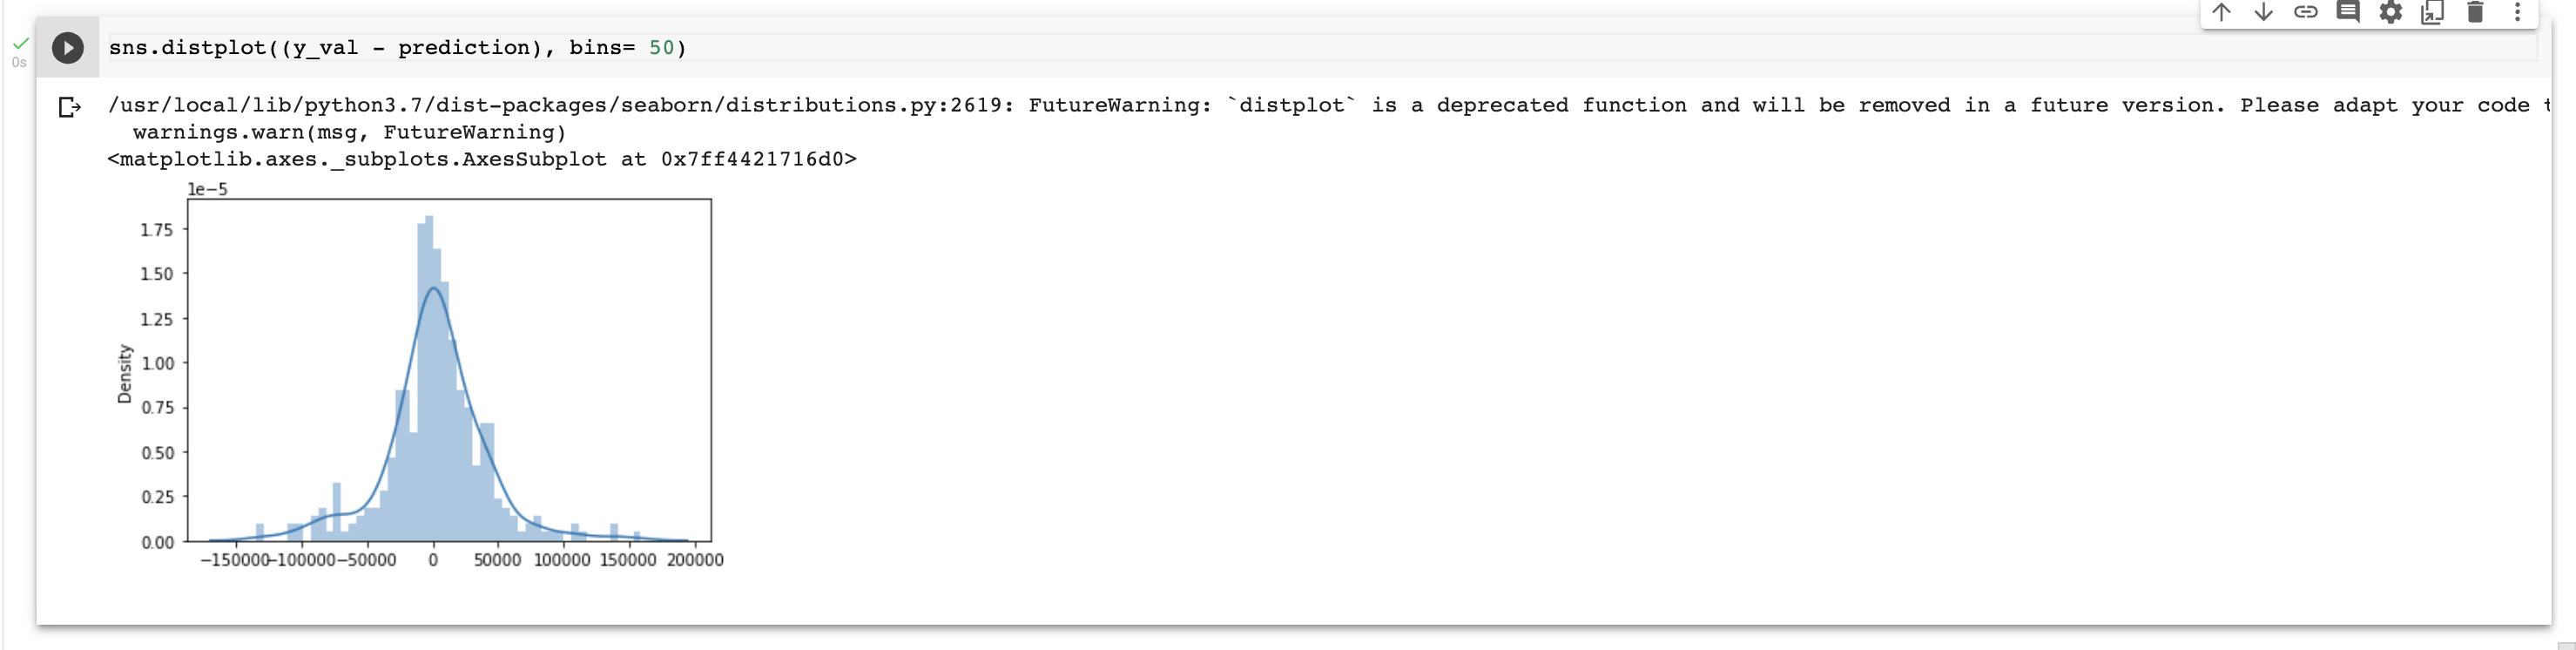 sns.distplot((y_val - prediction), bins= 50)
0s
/usr/local/lib/python3.7/dist-packages/seaborn/distributions.py:2619: FutureWarning: `distplot` is a deprecated function and will be removed in a future version. Please adapt your code
warnings.warn(msg, FutureWarning)
<matplotlib.axes._subplots.AxesSubplot at 0x7ff4421716d0>
1e−5
1.75
1.50
1.25
1.00
0.75
0.50
0.25
0.00
Density
−150000 −100000 −50000 0 50000 100000 150000 200000